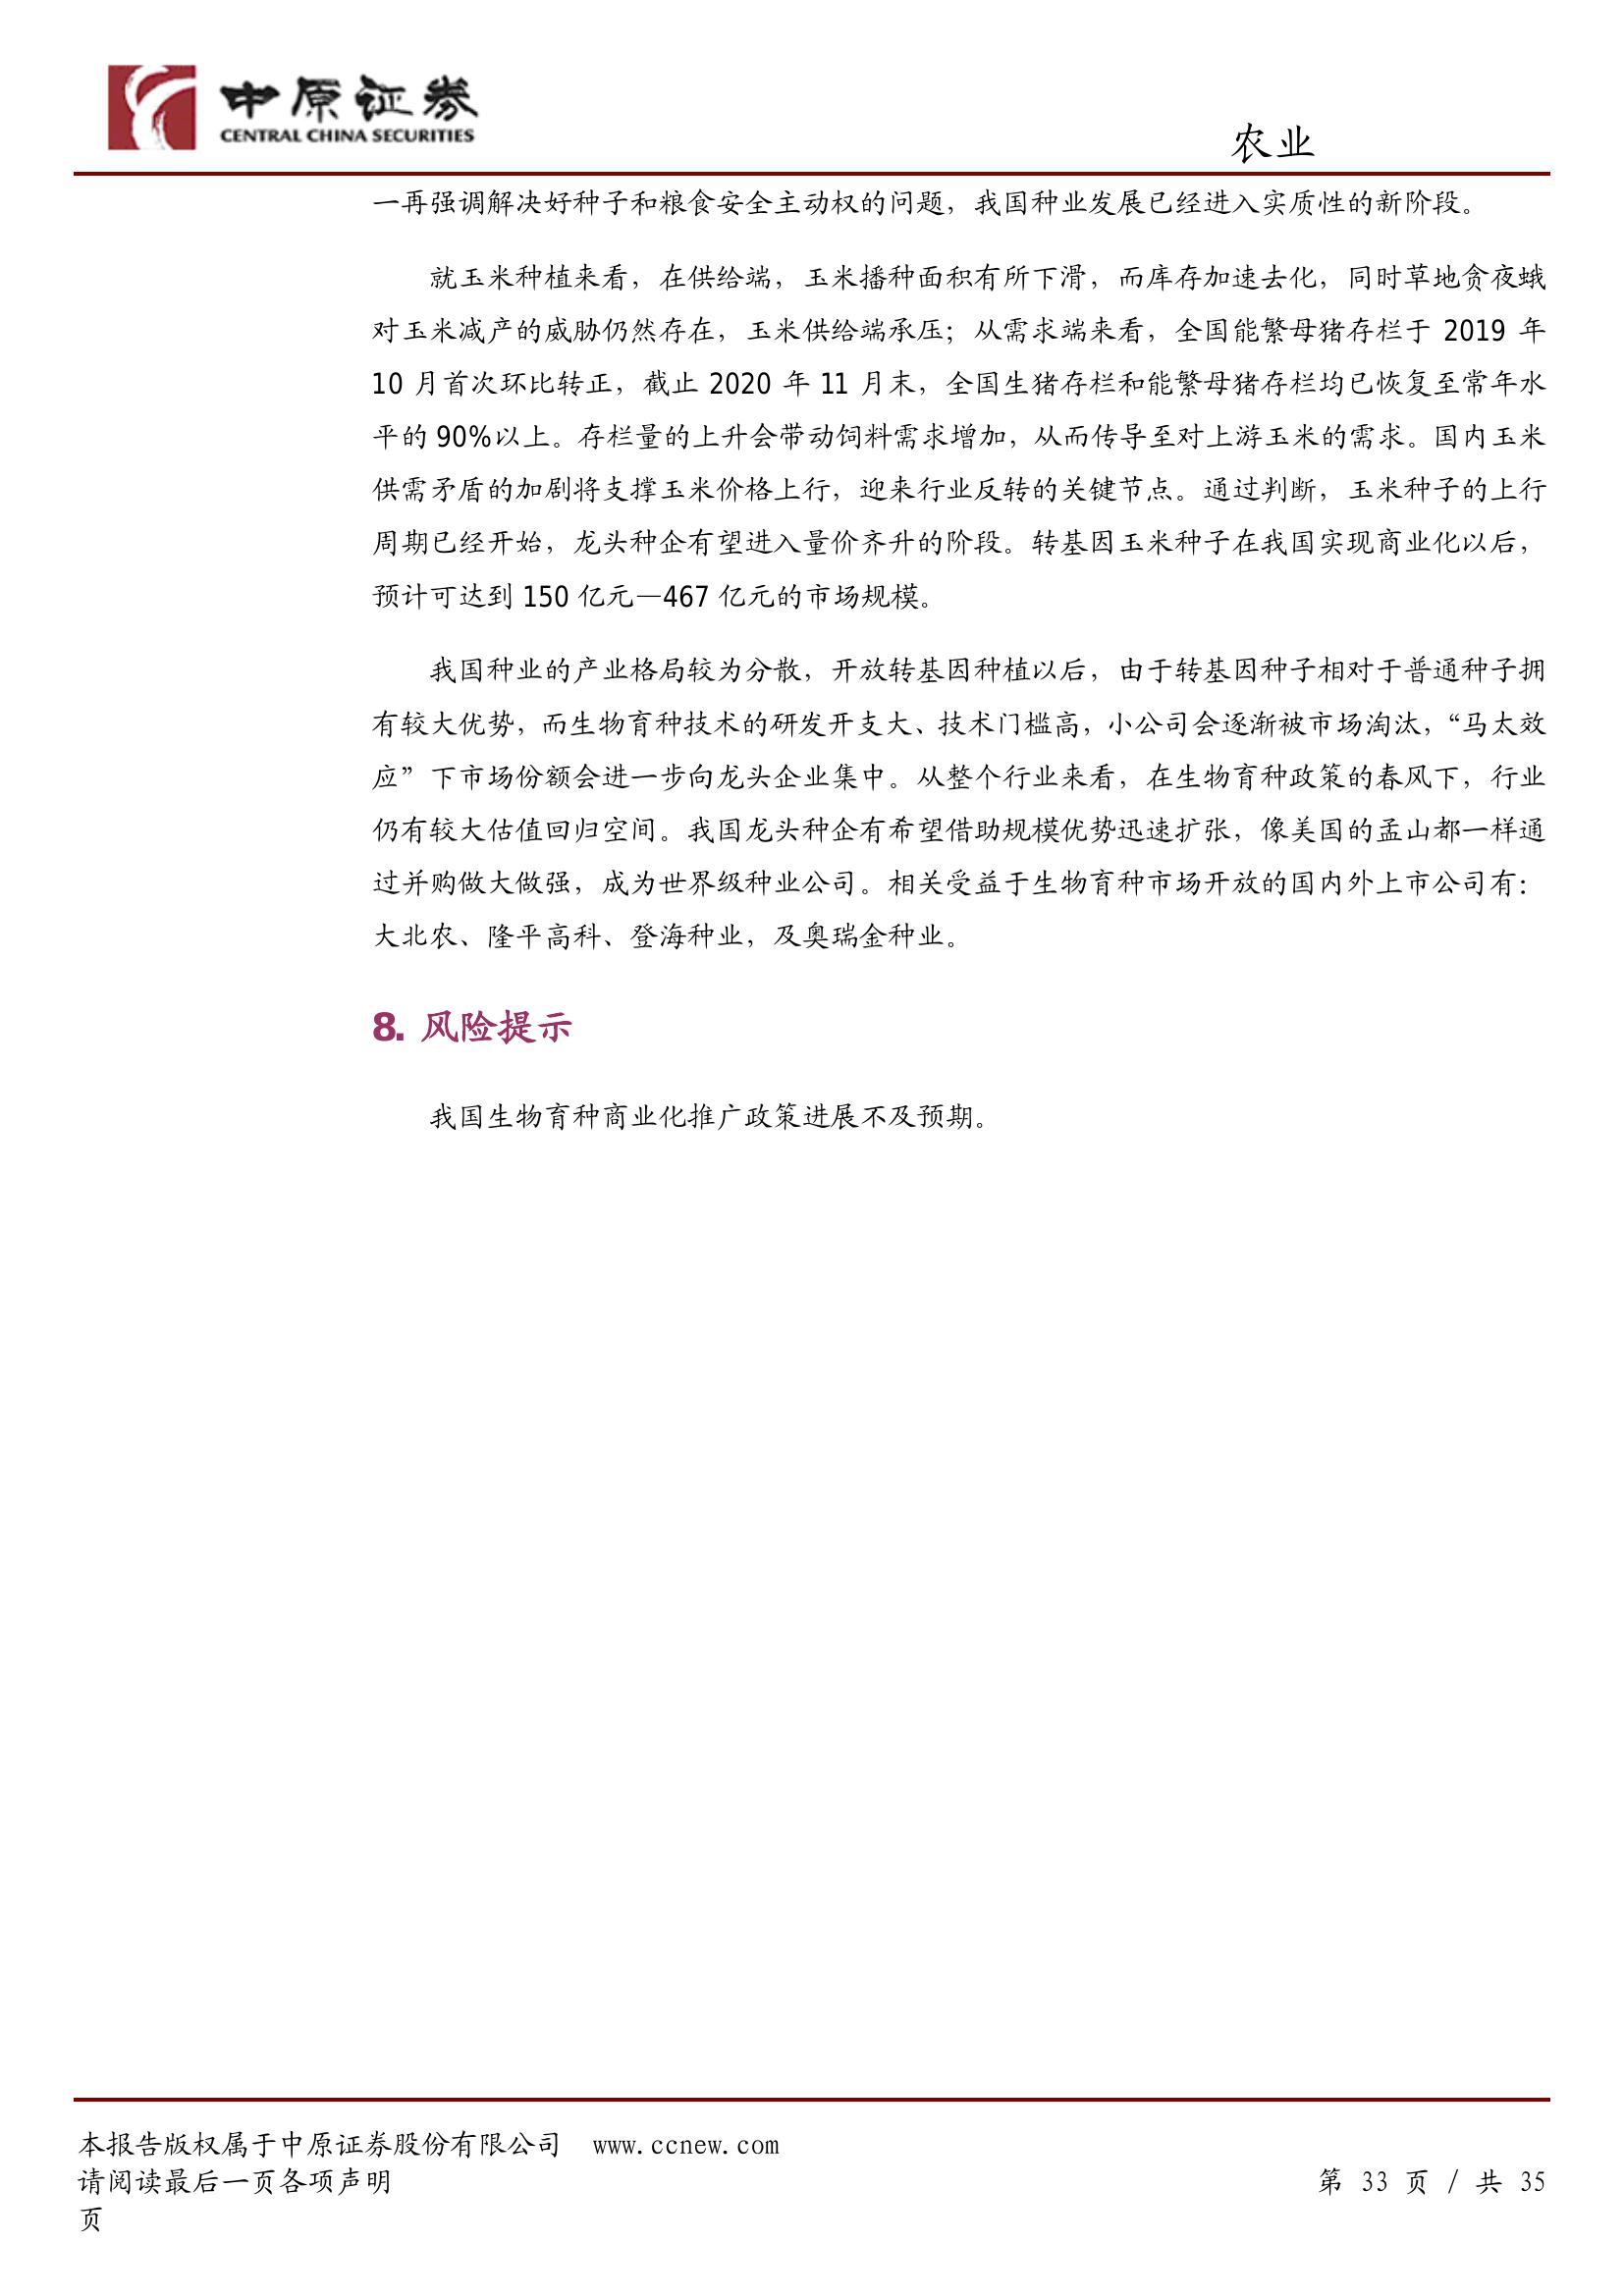 中原证券
CENTRAL CHINA SECURITIES
农业
一再强调解决好种子和粮食安全主动权的问题，我国种业发展已经进入实质性的新阶段。
就玉米种植来看，在供给端，玉米播种面积有所下滑，而库存加速去化，同时草地贪夜蛾
对玉米减产的威胁仍然存在，玉米供给端承压；从需求端来看，全国能繁母猪存栏于 2019 年
10 月首次环比转正，截止 2020 年 11 月末，全国生猪存栏和能繁母猪存栏均已恢复至常年水
平的 90%以上。存栏量的上升会带动饲料需求增加，从而传导至对上游玉米的需求。国内玉米
供需矛盾的加剧将支撑玉米价格上行，迎来行业反转的关键节点。通过判断，玉米种子的上行
周期已经开始，龙头种企有望进入量价齐升的阶段。转基因玉米种子在我国实现商业化以后，
预计可达到 150 亿元—467 亿元的市场规模。
我国种业的产业格局较为分散，开放转基因种植以后，由于转基因种子相对于普通种子拥
有较大优势，而生物育种技术的研发开支大、技术门槛高，小公司会逐渐被市场淘汰，“马太效
应”下市场份额会进一步向龙头企业集中。从整个行业来看，在生物育种政策的春风下，行业
仍有较大估值回归空间。我国龙头种企有希望借助规模优势迅速扩张，像美国的孟山都一样通
过并购做大做强，成为世界级种业公司。相关受益于生物育种市场开放的国内外上市公司有：
大北农、隆平高科、登海种业，及奥瑞金种业。
8. 风险提示
我国生物育种商业化推广政策进展不及预期。
本报告版权属于中原证券股份有限公司 www.ccnew.com
请阅读最后一页各项声明 第 33 页 / 共 35
页